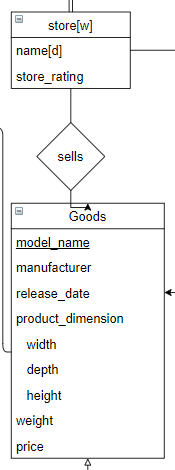 store[w]
name[d]
store_rating
sells
Goods
model_name
manufacturer
release_date
product_dimension
width
depth
height
weight
price